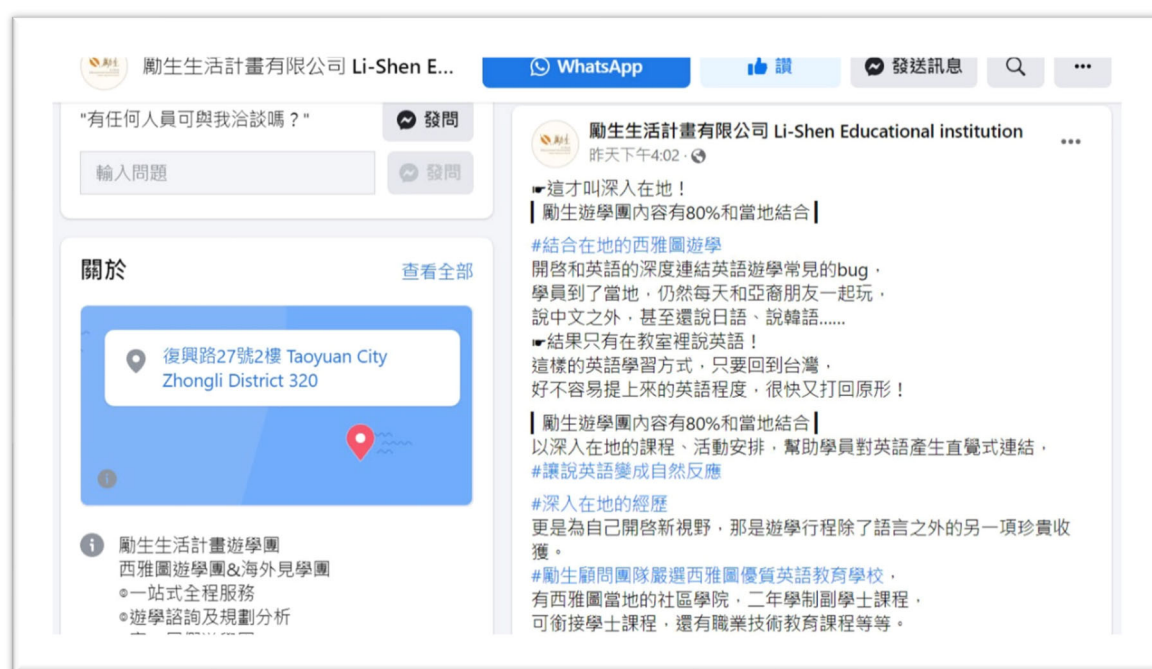 勵生生活計畫有限公司 Li-Shen E...
WhatsApp
讚
發送訊息
"有任何人員可與我洽談嗎？"
發問
輸入問題
發問
關於
查看全部
復興路27號2樓 Taoyuan City
Zhongli District 320
勵生生活計畫遊學團
西雅圖遊學團&海外見學團
一站式全程服務
遊學諮詢及規劃分析
勵生生活計畫有限公司 Li-Shen Educational institution
昨天下午4:02
☛這才叫深入在地！
▎勵生遊學團內容有80%和當地結合▎
#結合在地的西雅圖遊學
開啓和英語的深度連結英語遊學常見的bug，
學員到了當地，仍然每天和亞裔朋友一起玩，
說中文之外，甚至還說日語、說韓語......
☛結果只有在教室裡說英語！
這樣的英語學習方式，只要回到台灣，
好不容易提上來的英語程度，很快又打回原形！
▎勵生遊學團內容有80%和當地結合▎
以深入在地的課程、活動安排，幫助學員對英語產生直覺式連結，
#讓說英語變成自然反應
#深入在地的經歷
更是為自己開啓新視野，那是遊學行程除了語言之外的另一項珍貴收
獲。
#勵生顧問團隊嚴選西雅圖優質英語教育學校，
有西雅圖當地的社區學院，二年學制副學士課程，
可銜接學士課程，還有職業技術教育課程等等。